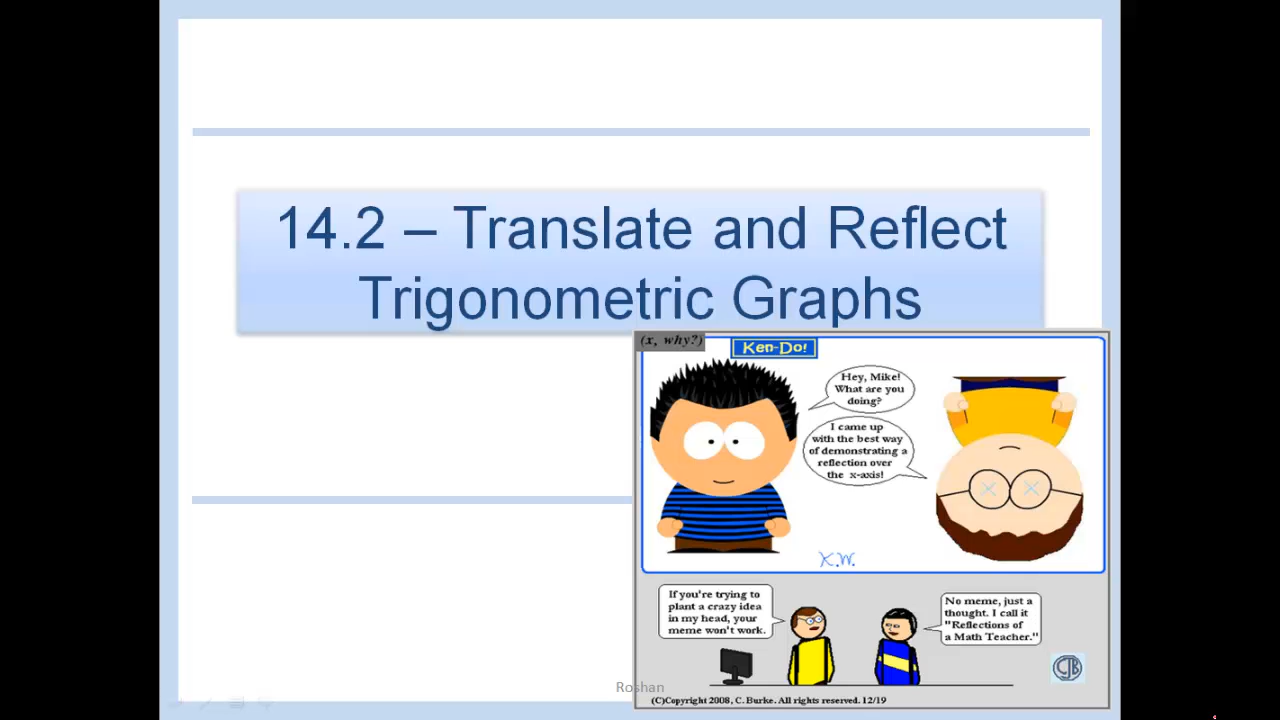 14.2 – Translate and Reflect
Trigonometric Graphs
(x, why?)
Ken-Do!
Hey, Mike!
What are you
doing?
I came up
with the best way
of demonstrating a
reflection over
the x-axis!
X.W.
If you're trying to
plant a crazy idea
in my head, your
meme won't work.
No meme, just a
thought. I call it
"Reflections of
a Math Teacher."
CJB
Roshan
(C)Copyright 2008, C. Burke. All rights reserved. 12/19